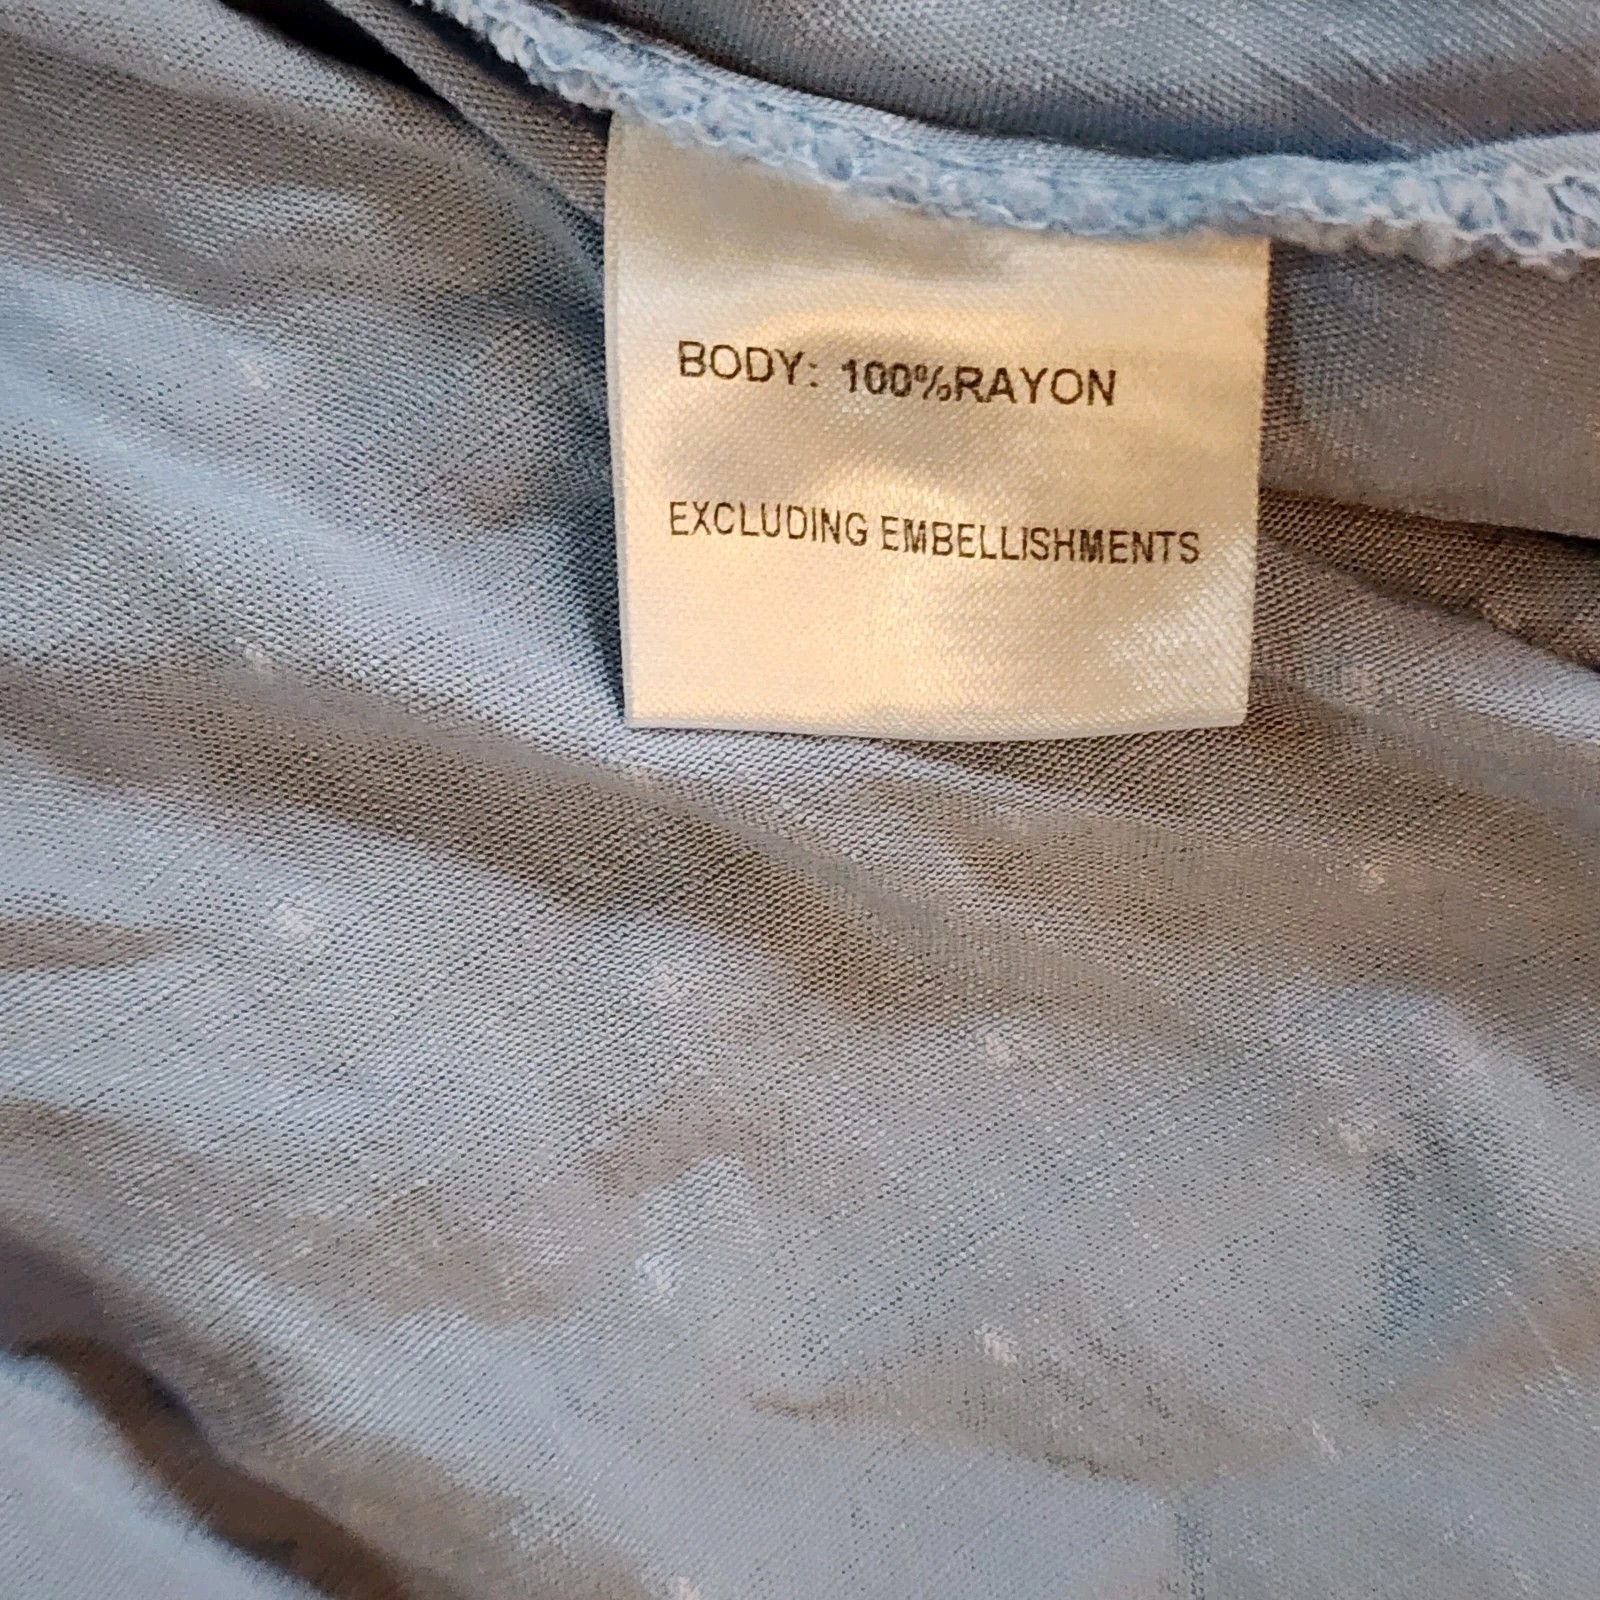 BODY: 100%RAYON
EXCLUDING EMBELLISHMENTS